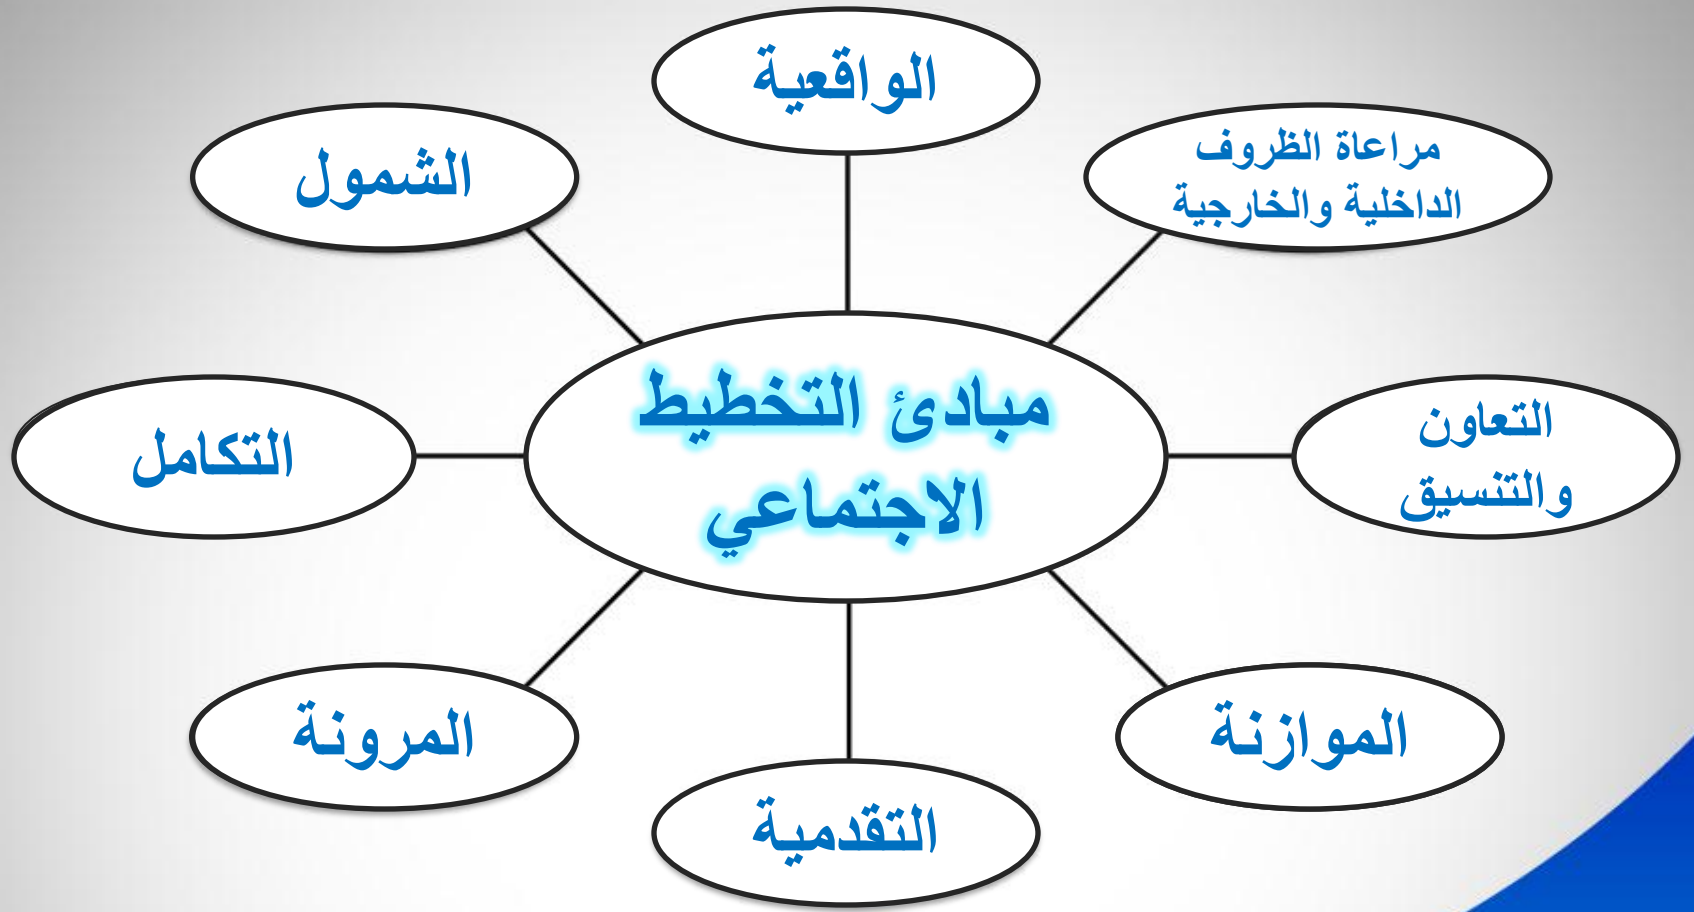 الواقعية
مراعاة الظروف
الداخلية والخارجية
الشمول
مبادئ التخطيط
الاجتماعي
التعاون
والتنسيق
التكامل
الموازنة
المرونة
التقدمية